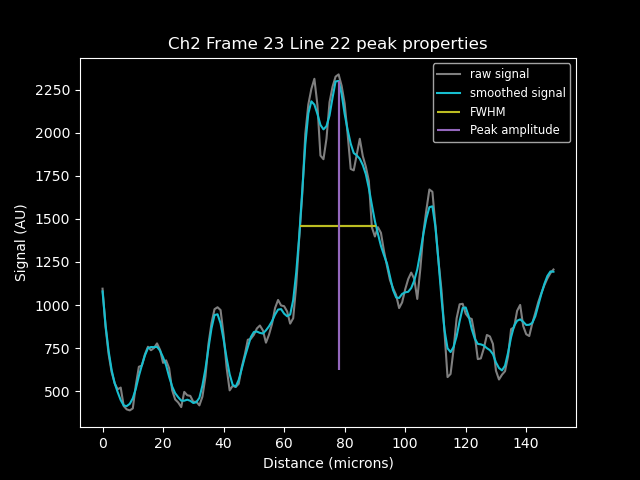 Ch2 Frame 23 Line 22 peak properties
raw signal
smoothed signal
FWHM
Peak amplitude
Signal (AU)
2250
2000
1750
1500
1250
1000
750
500
0 20 40 60 80 100 120 140
Distance (microns)